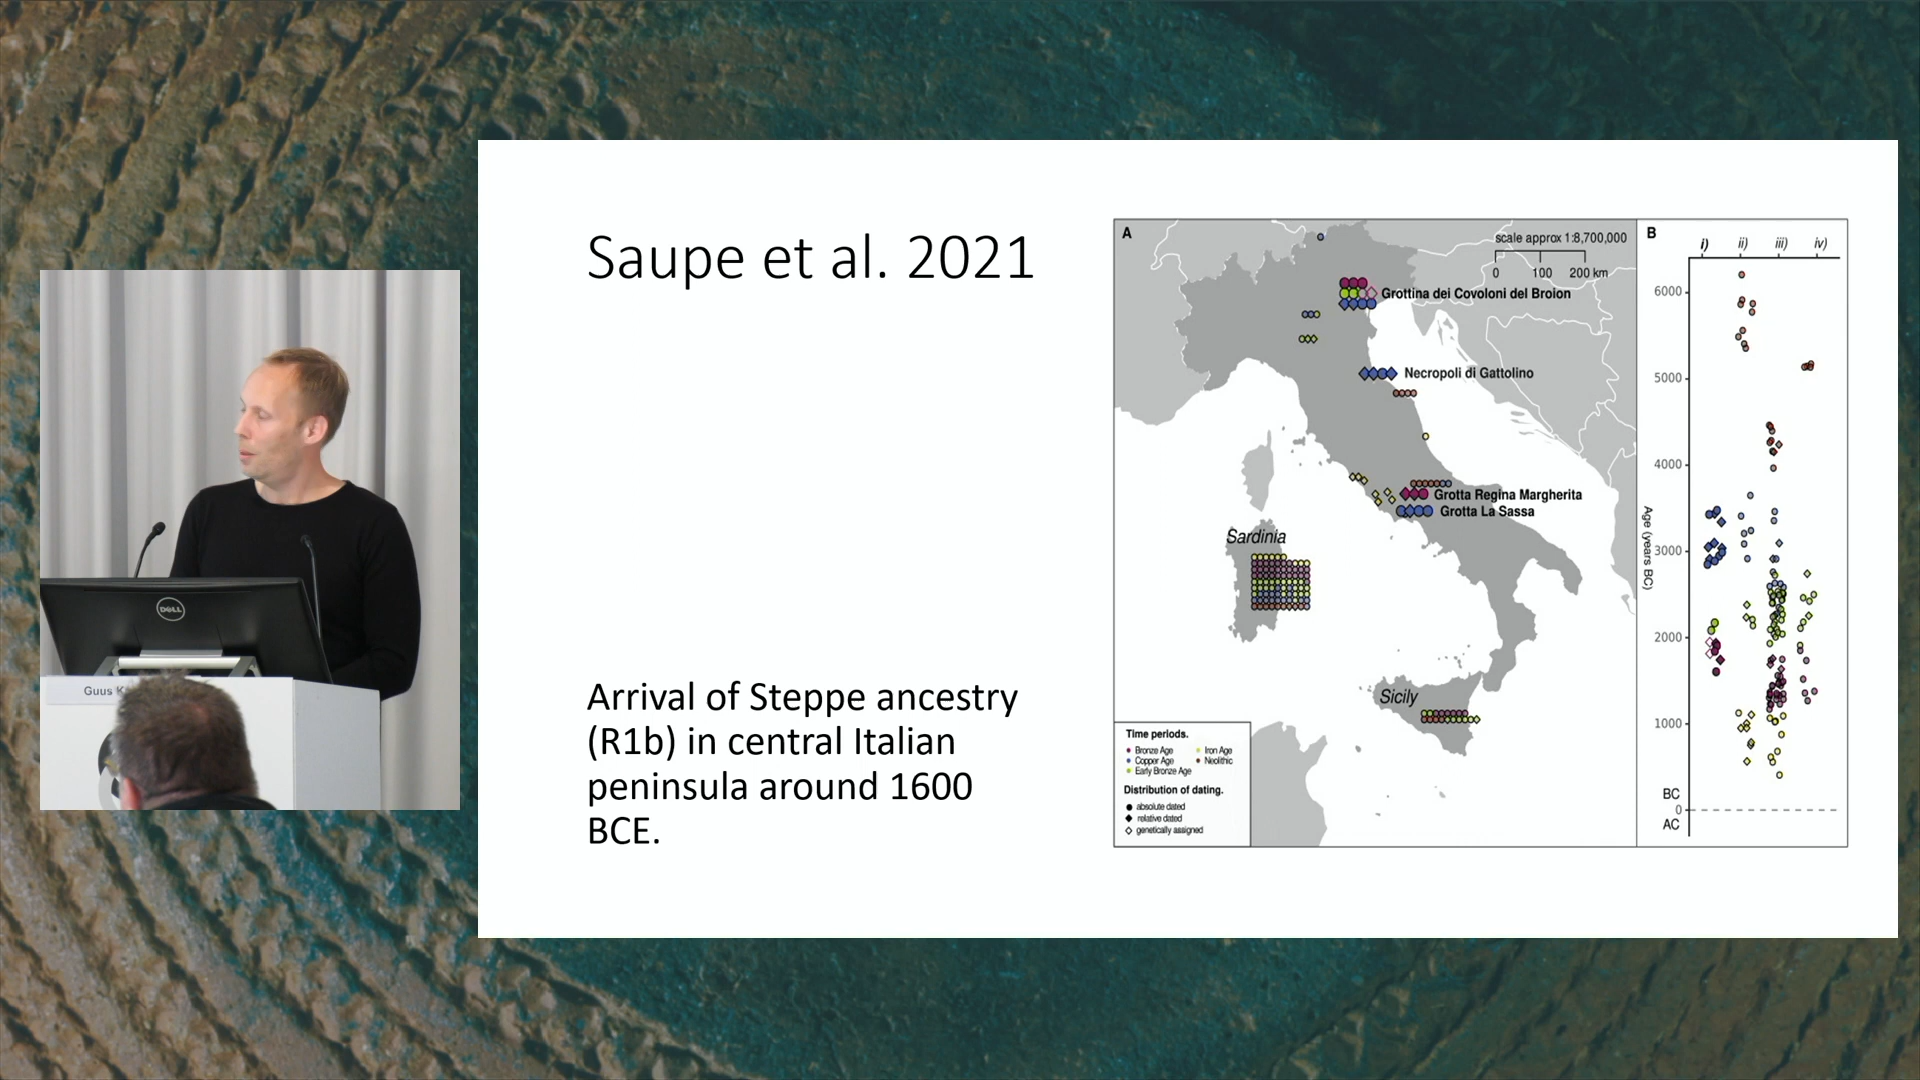 Saupe et al. 2021
Arrival of Steppe ancestry
(R1b) in central Italian
peninsula around 1600
BCE.
A
scale approx 1:8,700,000
0 100 200 km
Grottina dei Covoloni del Broion
Necropoli di Gattolino
Grotta Regina Margherita
Grotta La Sassa
Sardinia
Sicily
Time periods.
Bronze Age
Iron Age
Copper Age
Neolithic
Early Bronze Age
Distribution of dating.
absolute dated
relative dated
genetically assigned
B
i) ii) iii) iv)
6000
5000
4000
3000
2000
1000
BC
0
AC
Age (years BC)
DELL
Guus